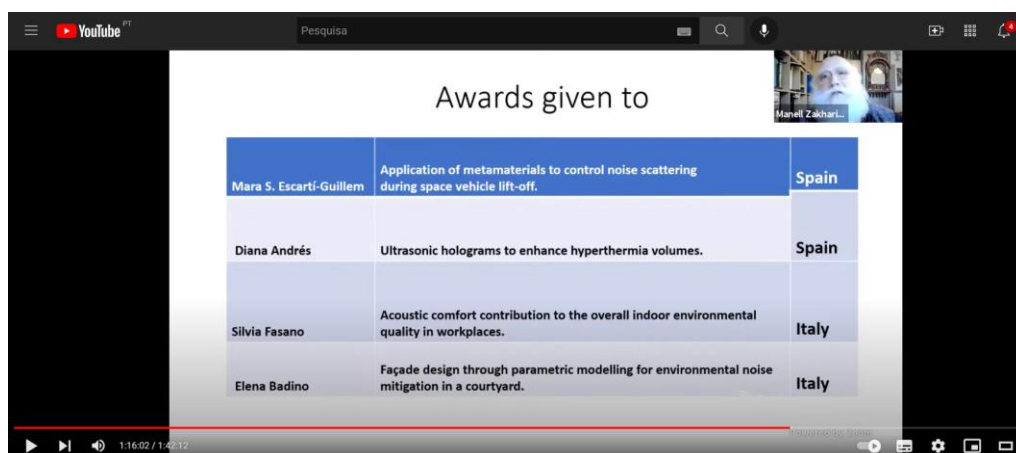 YouTube PT
Pesquisa
4
Awards given to
Manell Zakhari...
Mara S. Escartí-Guillem
Application of metamaterials to control noise scattering
during space vehicle lift-off.
Spain
Diana Andrés
Ultrasonic holograms to enhance hyperthermia volumes.
Spain
Silvia Fasano
Acoustic comfort contribution to the overall indoor environmental
quality in workplaces.
Italy
Elena Badino
Façade design through parametric modelling for environmental noise
mitigation in a courtyard.
Italy
1:16:02 / 1:42:12